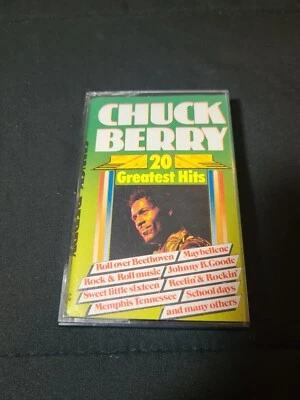 CHUCK
BERRY
20
Greatest Hits
Roll over Beethoven
Maybellene
Rock & Roll music
Johnny B. Goode
Sweet little sixteen
Reelin' & Rockin'
Memphis Tennessee
School days
and many others